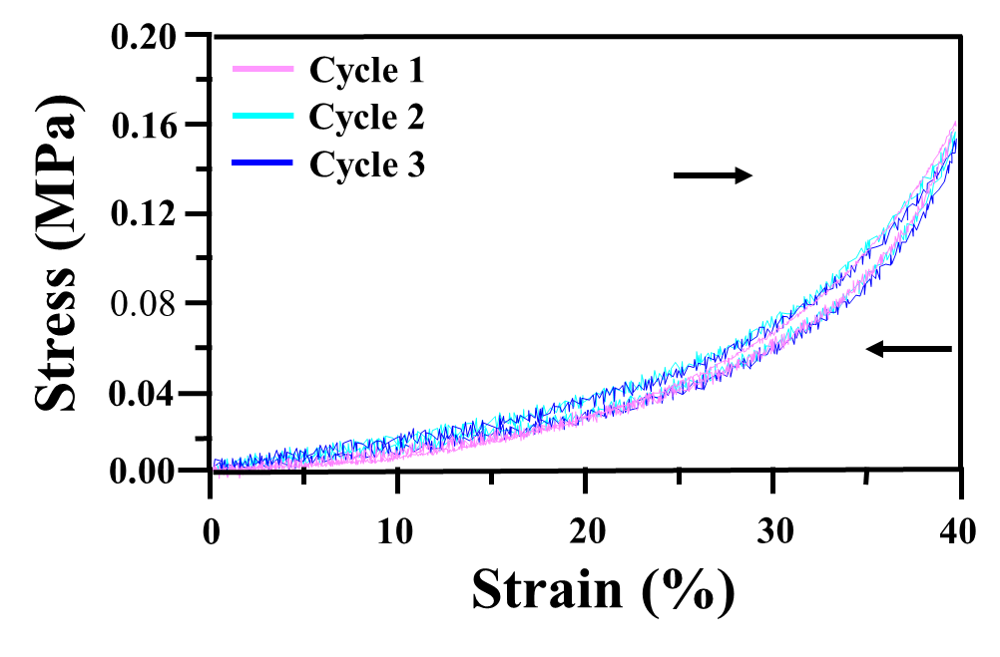 0.20
0.16
0.12
0.08
0.04
0.00
Stress (MPa)
Cycle 1
Cycle 2
Cycle 3
0 10 20 30 40
Strain (%)